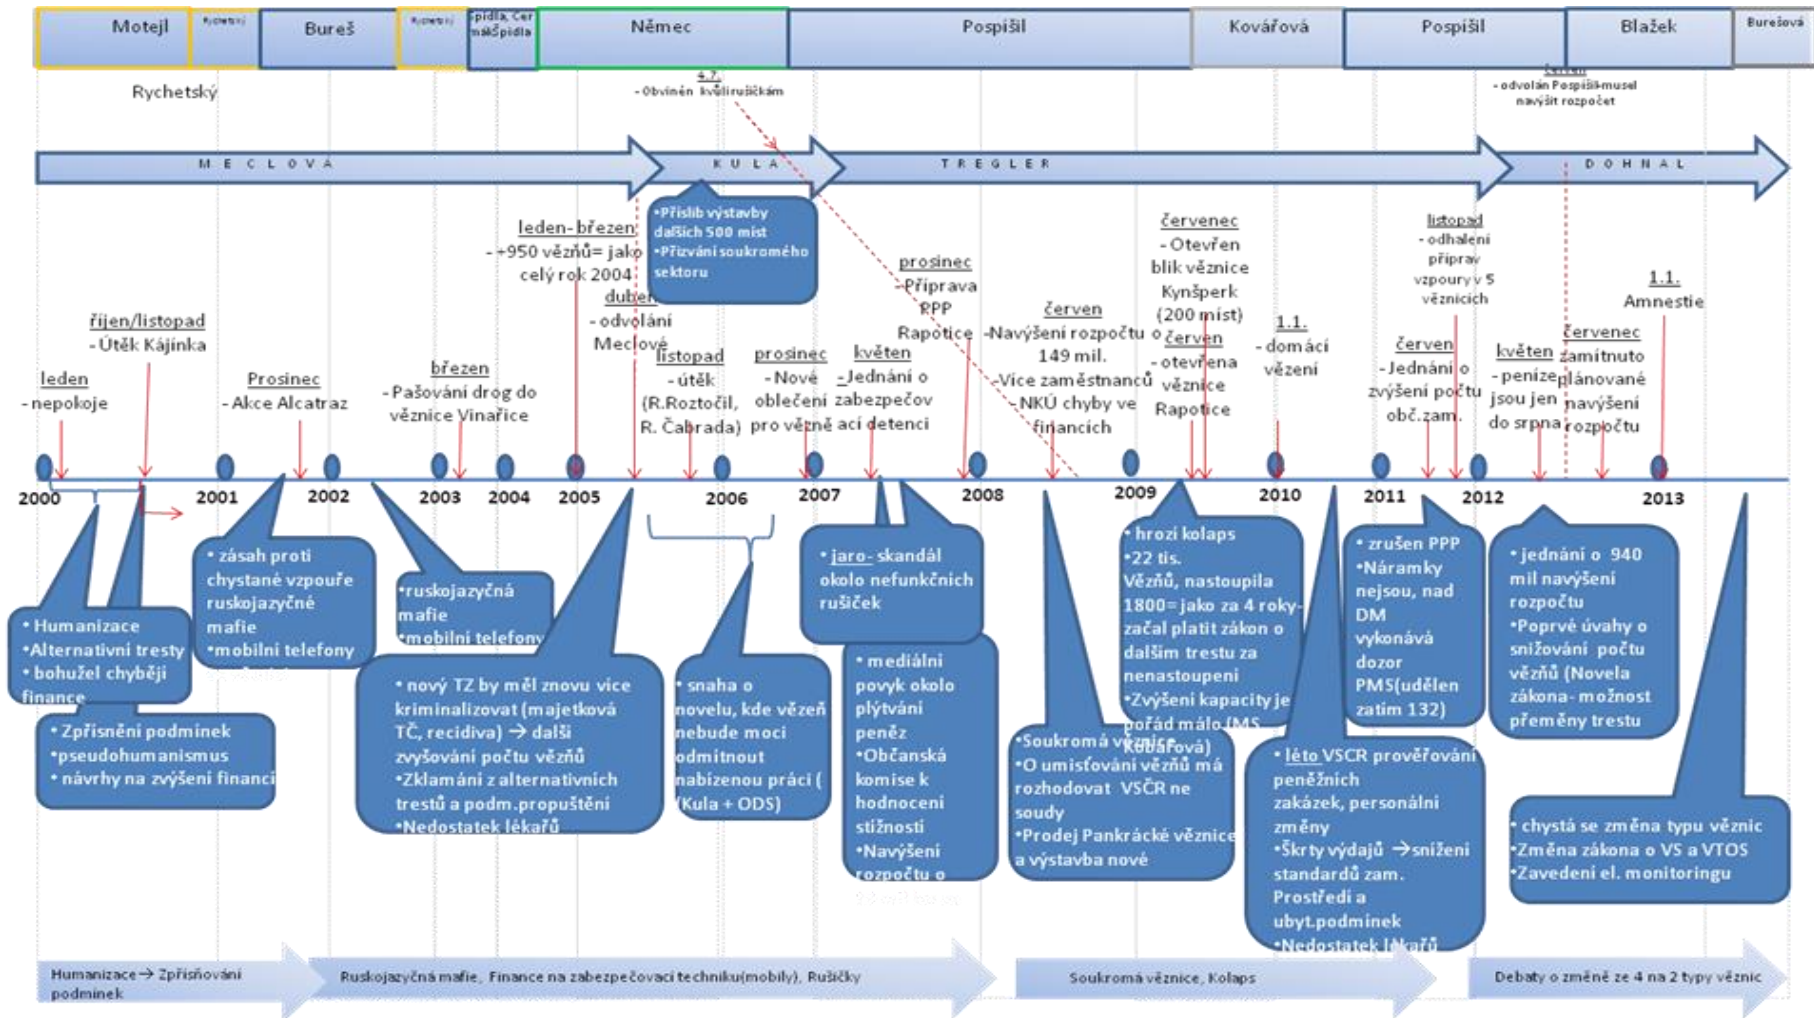 Motejl
Rychetský
Bureš
Rychetský
Němec
Pospíšil
Kovářová
Pospíšil
Blažek
Burešová
Rychetský
4.7.
- Obviněn kvůli rušičkám
červen
- odvolán Pospíšil-musel
navýšit rozpočet
MECLOVÁ
KULA
TREGLER
DOHNAL
•Příslib výstavby
dalších 500 míst
•Přizvání soukromého
sektoru
leden
- nepokoje
říjen/listopad
- Útěk Kájínka
Prosinec
- Akce Alcatraz
březen
- Pašování drog do
věznice Vinařice
leden- březen
- +950 vězňů= jako
celý rok 2004
duben
- odvolání
Meclové
listopad
- útěk
(R.Roztočil,
R. Čabrada)
prosinec
- Nové
oblečení
pro vězně
květen
-Jednání o
zabezpečov
ací detenci
prosinec
-Příprava
PPP
Rapotice
červen
-Navýšení rozpočtu o
149 mil.
-Více zaměstnanců
-NKÚ chyby ve
financích
červenec
- Otevřen
blik věznice
Kynšperk
(200 míst)
červen
- otevřena
věznice
Rapotice
1.1.
- domácí
vězení
listopad
- odhalení
příprav
vzpoury v 5
věznicích
červen
-Jednání o
zvýšení počtu
obč.zam.
květen
- peníze
jsou jen
do srpna
červenec
zamítnuto
plánované
navýšení
rozpočtu
1.1.
Amnestie
2000
2001
2002
2003
2004
2005
2006
2007
2008
2009
2010
2011
2012
2013
• Humanizace
•Alternativní tresty
• bohužel chybějí
finance
• Zpřísnění podmínek
•pseudohumanismus
• návrhy na zvýšení financí
• zásah proti
chystané vzpouře
ruskojazyčné
mafie
•mobilní telefony
•ruskojazyčná
mafie
•mobilní telefony
• nový TZ by měl znovu více
kriminalizovat (majetková
TČ, recidiva) → další
zvyšování počtu vězňů
•Zklamání z alternativních
trestů a podm.propuštění
•Nedostatek lékařů
• snaha o
novelu, kde vězeň
nebude moci
odmítnout
nabízenou práci (
(Kula + ODS)
• jaro- skandál
okolo nefunkčních
rušiček
• mediální
povyk okolo
plýtvání
peněz
•Občanská
komise k
hodnocení
stížností
• Navýšení
rozpočtu o
•Soukromá věznice
•O umisťování vězňů má
rozhodovat VSČR ne
soudy
•Prodej Pankrácké věznice
a výstavba nové
• hrozí kolaps
•22 tis.
Vězňů, nastoupila
1800= jako za 4 roky-
začal platit zákon o
dalším trestu za
nenastoupení
•Zvýšení kapacity je
pořád málo (MS
Kobařová)
• léto VSCR prověřování
peněžních
zakázek, personální
změny
•Škrty výdajů →snížení
standardů zam.
Prostředí a
ubyt.podmínek
•Nedostatek lékařů
• zrušen PPP
•Náramky
nejsou, nad
DM
vykonává
dozor
PMS(udělen
zatím 132)
• jednání o 940
mil navýšení
rozpočtu
•Poprvé úvahy o
snižování počtu
vězňů (Novela
zákona- možnost
přeměny trestu
• chystá se změna typu věznic
•Změna zákona o VS a VTOS
•Zavedení el. monitoringu
Humanizace → Zpřísňování
podmínek
Ruskojazyčná mafie, Finance na zabezpečovací techniku(mobily), Rušičky
Soukromá věznice, Kolaps
Debaty o změně ze 4 na 2 typy věznic